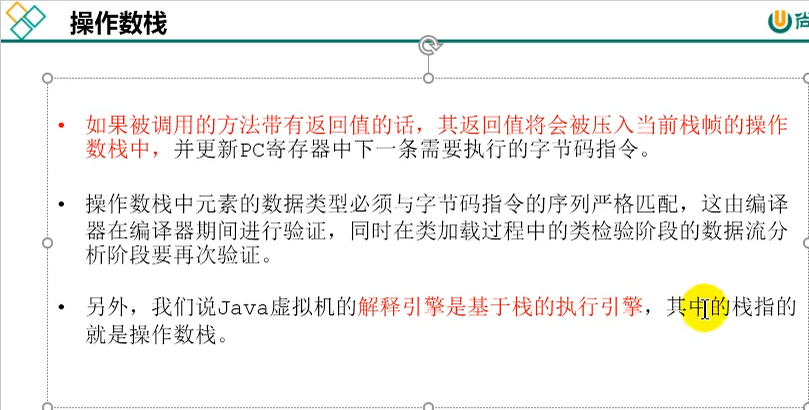 操作数栈
尚
• 如果被调用的方法带有返回值的话，其返回值将会被压入当前栈帧的操作
数栈中，并更新PC寄存器中下一条需要执行的字节码指令。
• 操作数栈中元素的数据类型必须与字节码指令的序列严格匹配，这由编译
器在编译器期间进行验证，同时在类加载过程中的类检验阶段的数据流分
析阶段要再次验证。
• 另外，我们说Java虚拟机的解释引擎是基于栈的执行引擎，其中的栈指的
就是操作数栈。